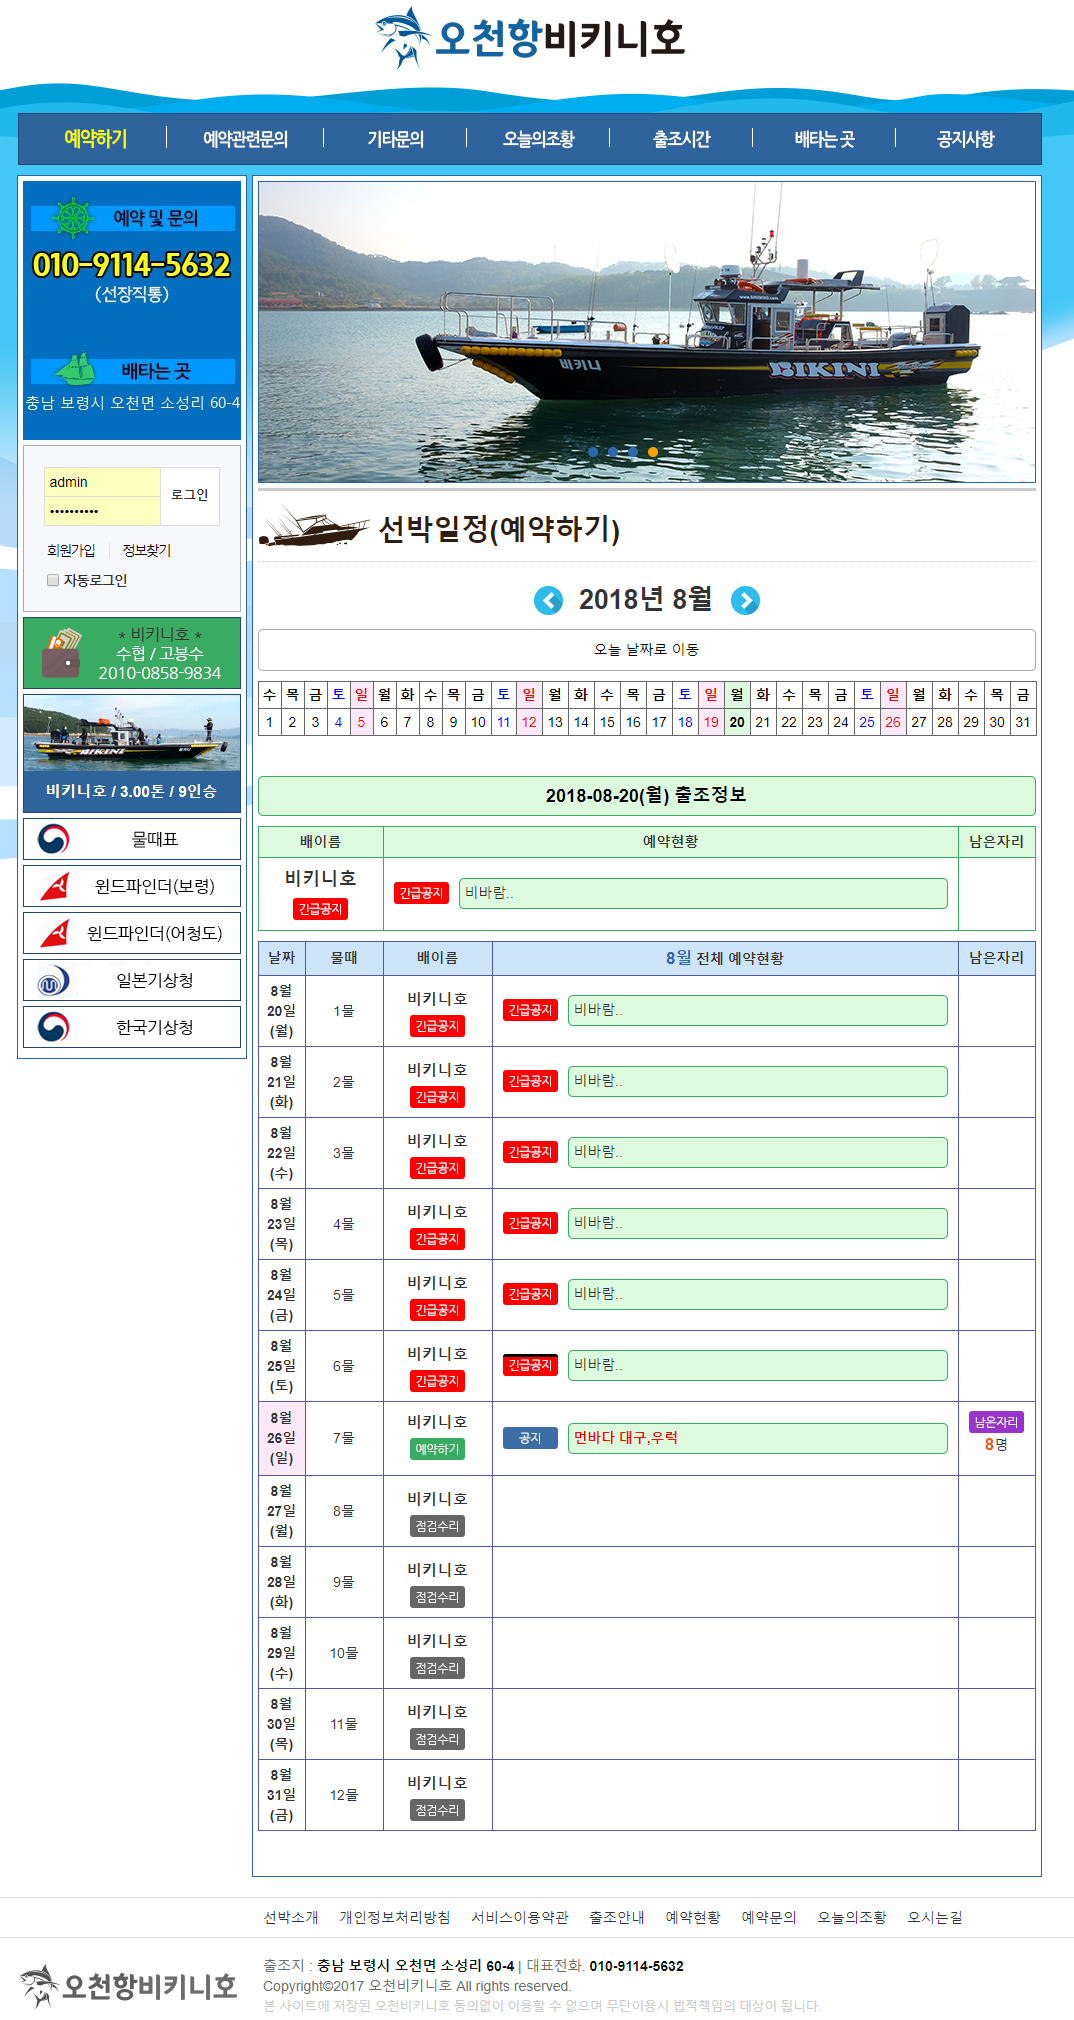 오천항비키니호
예약하기 예약관련문의 기타문의 오늘의조황 출조시간 배타는 곳 공지사항
예약 및 문의
010-9114-5632
(선장직통)
배타는 곳
충남 보령시 오천면 소성리 60-4
admin
••••••••••
로그인
회원가입 정보찾기
자동로그인
* 비키니호 *
수협 / 고봉수
2010-0858-9834
BIKINI
비키니호 / 3.00톤 / 9인승
물때표
윈드파인더(보령)
윈드파인더(어청도)
일본기상청
한국기상청
비키니 BIKINI
선박일정(예약하기)
2018년 8월
오늘 날짜로 이동
수 목 금 토 일 월 화 수 목 금 토 일 월 화 수 목 금 토 일 월 화 수 목 금 토 일 월 화 수 목 금
1 2 3 4 5 6 7 8 9 10 11 12 13 14 15 16 17 18 19 20 21 22 23 24 25 26 27 28 29 30 31
2018-08-20(월) 출조정보
배이름 예약현황 남은자리
비키니호
긴급공지
긴급공지 비바람..
날짜 물때 배이름 8월 전체 예약현황 남은자리
8월
20일
(월)
1물
비키니호
긴급공지
긴급공지 비바람..
8월
21일
(화)
2물
비키니호
긴급공지
긴급공지 비바람..
8월
22일
(수)
3물
비키니호
긴급공지
긴급공지 비바람..
8월
23일
(목)
4물
비키니호
긴급공지
긴급공지 비바람..
8월
24일
(금)
5물
비키니호
긴급공지
긴급공지 비바람..
8월
25일
(토)
6물
비키니호
긴급공지
긴급공지 비바람..
8월
26일
(일)
7물
비키니호
예약하기
공지 먼바다 대구,우럭
남은자리
8명
8월
27일
(월)
8물
비키니호
점검수리
8월
28일
(화)
9물
비키니호
점검수리
8월
29일
(수)
10물
비키니호
점검수리
8월
30일
(목)
11물
비키니호
점검수리
8월
31일
(금)
12물
비키니호
점검수리
선박소개 개인정보처리방침 서비스이용약관 출조안내 예약현황 예약문의 오늘의조황 오시는길
오천항비키니호
출조지 : 충남 보령시 오천면 소성리 60-4 | 대표전화. 010-9114-5632
Copyright©2017 오천비키니호 All rights reserved.
본 사이트에 저장된 오천비키니호 동의없이 이용할 수 없으며 무단이용시 법적책임의 대상이 됩니다.